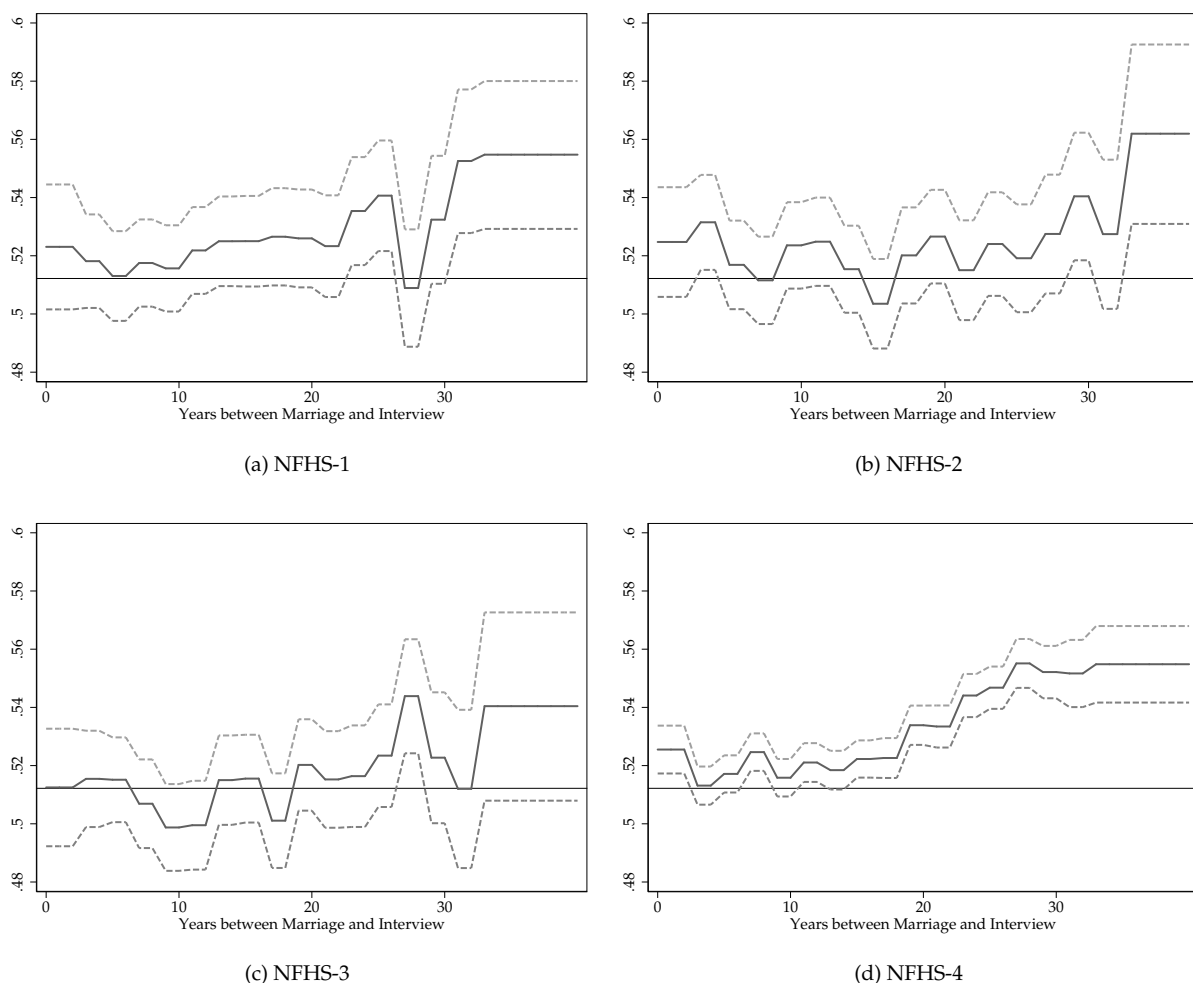 .6
.58
.56
.54
.52
.5
.48
0 10 20 30
Years between Marriage and Interview
(a) NFHS-1
.6
.58
.56
.54
.52
.5
.48
0 10 20 30
Years between Marriage and Interview
(b) NFHS-2
.6
.58
.56
.54
.52
.5
.48
0 10 20 30
Years between Marriage and Interview
(c) NFHS-3
.6
.58
.56
.54
.52
.5
.48
0 10 20 30
Years between Marriage and Interview
(d) NFHS-4